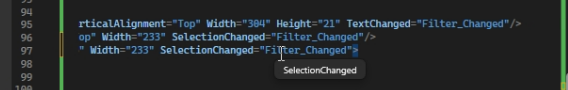 94
95 rticalAlignment="Top" Width="304" Height="21" TextChanged="Filter_Changed"/>
96 op" Width="233" SelectionChanged="Filter_Changed"/>
97 " Width="233" SelectionChanged="Filter_Changed">
98 SelectionChanged
99